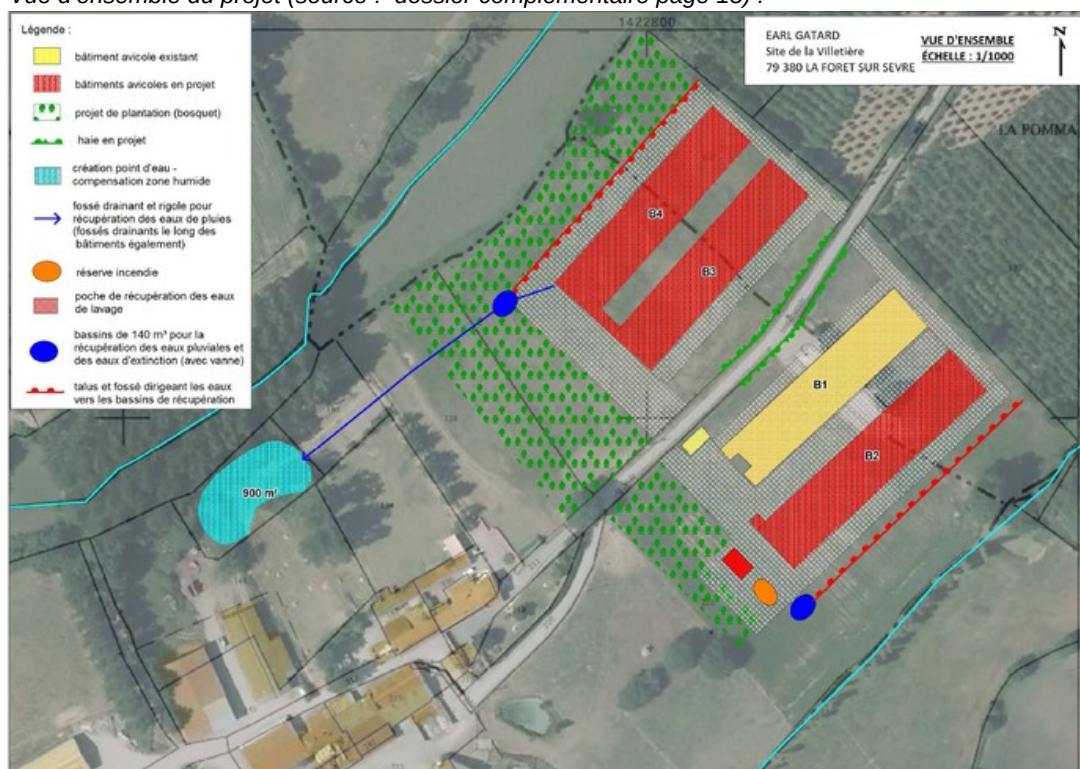 Vue d'ensemble du projet (source : dossier complémentaire page 18) :
1422800
Légende :
bâtiment avicole existant
bâtiments avicoles en projet
projet de plantation (bosquet)
haie en projet
création point d'eau -
compensation zone humide
fossé drainant et rigole pour
récupération des eaux de pluies
(fossés drainants le long des
bâtiments également)
réserve incendie
poche de récupération des eaux
de lavage
bassins de 140 m³ pour la
récupération des eaux pluviales et
des eaux d'extinction (avec vanne)
talus et fossé dirigeant les eaux
vers les bassins de récupération
EARL GATARD
Site de la Villetière
79 380 LA FORET SUR SEVRE
VUE D'ENSEMBLE
ÉCHELLE : 1/1000
N
LA POMMA
B4
B3
B1
B2
900 m²